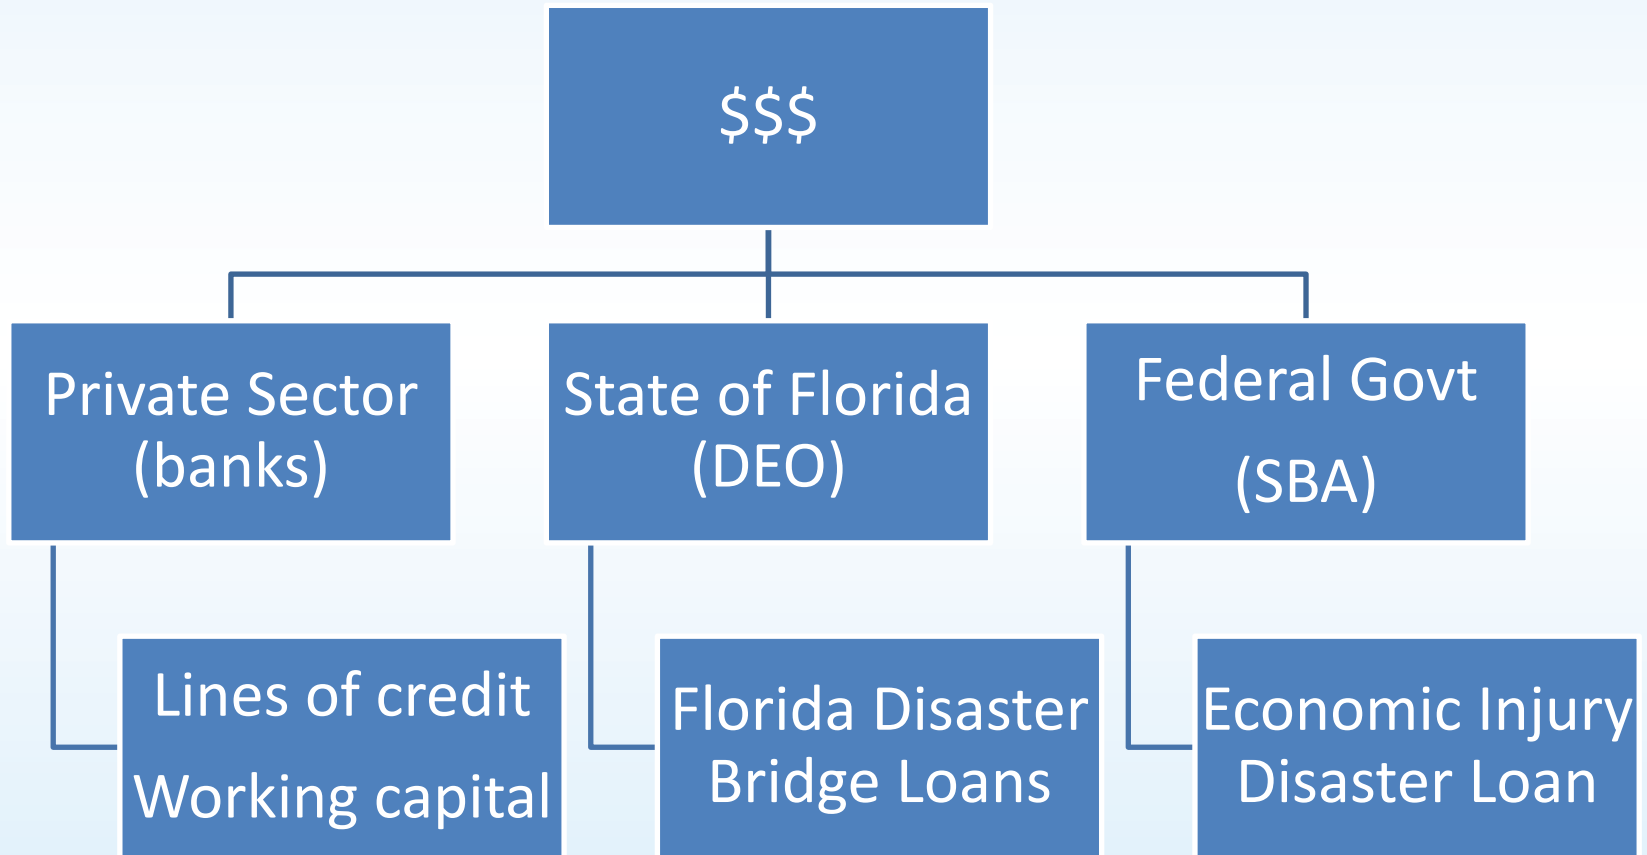 $$$
Private Sector
(banks)
State of Florida
(DEO)
Federal Govt
(SBA)
Lines of credit
Working capital
Florida Disaster
Bridge Loans
Economic Injury
Disaster Loan